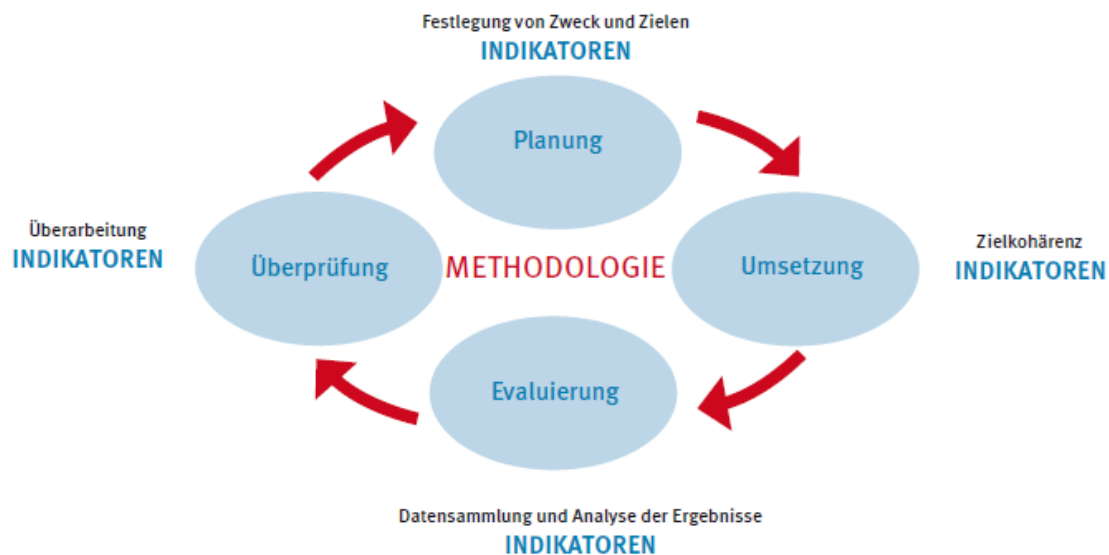 Festlegung von Zweck und Zielen
INDIKATOREN
Planung
Überarbeitung
INDIKATOREN
Überprüfung
METHODOLOGIE
Umsetzung
Zielkohärenz
INDIKATOREN
Evaluierung
Datensammlung und Analyse der Ergebnisse
INDIKATOREN